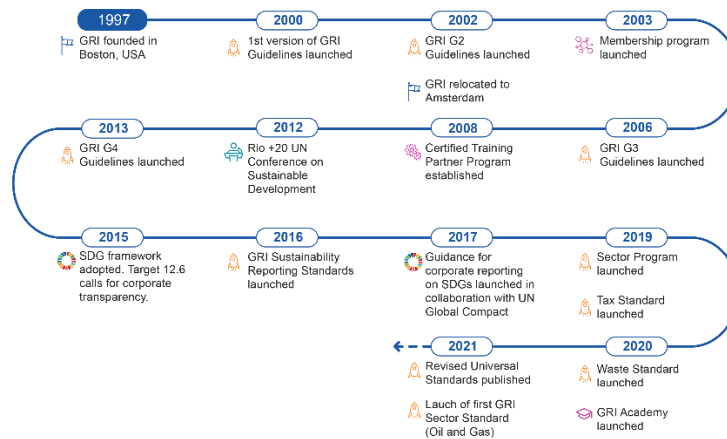 1997
GRI founded in
Boston, USA
2000
1st version of GRI
Guidelines launched
2002
GRI G2
Guidelines launched
GRI relocated to
Amsterdam
2003
Membership program
launched
2006
GRI G3
Guidelines launched
2008
Certified Training
Partner Program
established
2012
Rio +20 UN
Conference on
Sustainable
Development
2013
GRI G4
Guidelines launched
2015
SDG framework
adopted. Target 12.6
calls for corporate
transparency.
2016
GRI Sustainability
Reporting Standards
launched
2017
Guidance for
corporate reporting
on SDGs launched in
collaboration with UN
Global Compact
2019
Sector Program
launched
Tax Standard
launched
2020
Waste Standard
launched
GRI Academy
launched
2021
Revised Universal
Standards published
Lauch of first GRI
Sector Standard
(Oil and Gas)